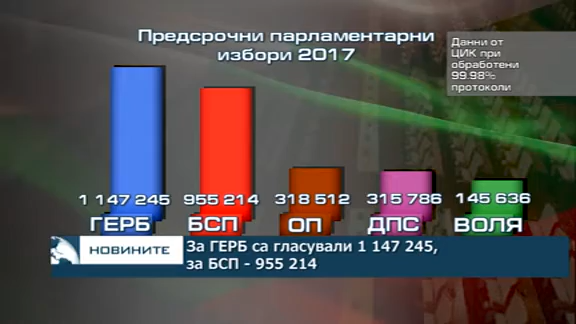 Предсрочни парламентарни
избори 2017
Данни от
ЦИК при
обработени
99.98%
протоколи
1 147 245 955 214 318 512 315 786 145 636
ГЕРБ БСП ОП ДПС ВОЛЯ
НОВИНИТЕ
За ГЕРБ са гласували 1 147 245,
за БСП - 955 214